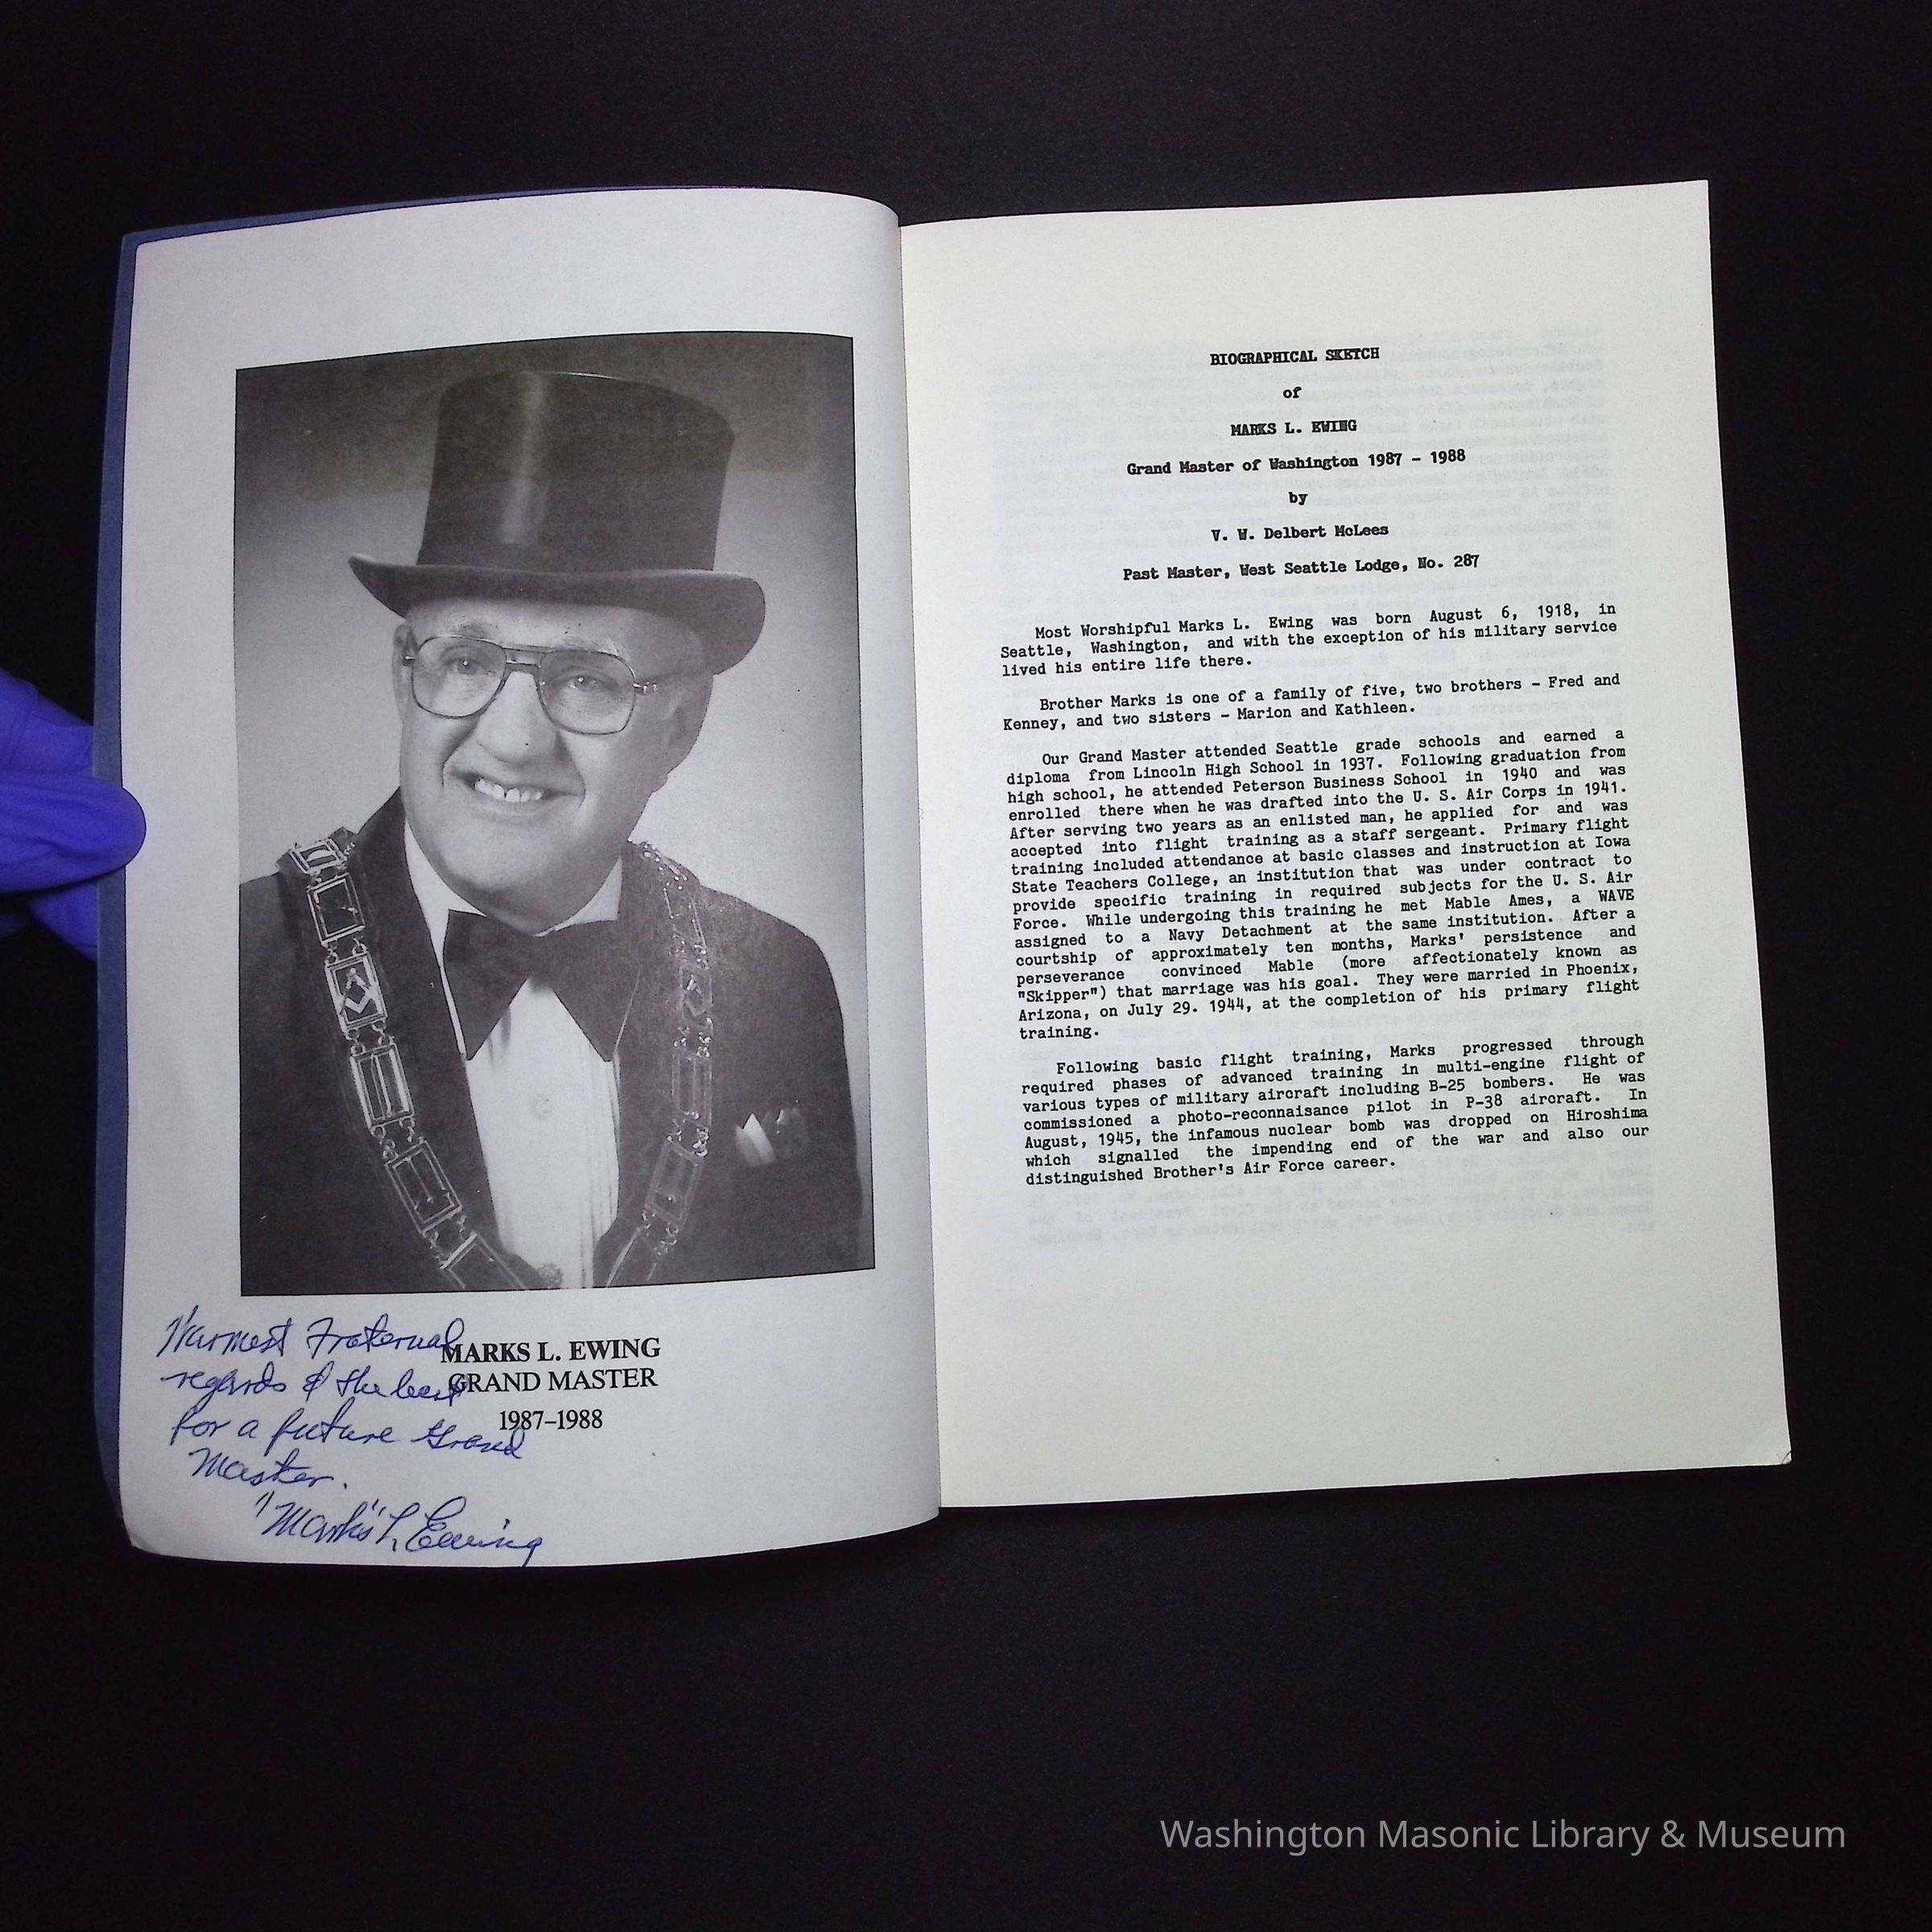 MARKS L. EWING
GRAND MASTER
1987–1988
Warmest Fraternal
regards & the best
for a future Grand
Master.
"Marks" L Ewing
BIOGRAPHICAL SKETCH
of
MARKS L. EWING
Grand Master of Washington 1987 - 1988
by
V. W. Delbert McLees
Past Master, West Seattle Lodge, No. 287
Most Worshipful Marks L. Ewing was born August 6, 1918, in
Seattle, Washington, and with the exception of his military service
lived his entire life there.
Brother Marks is one of a family of five, two brothers - Fred and
Kenney, and two sisters - Marion and Kathleen.
Our Grand Master attended Seattle grade schools and earned a
diploma from Lincoln High School in 1937. Following graduation from
high school, he attended Peterson Business School in 1940 and was
enrolled there when he was drafted into the U. S. Air Corps in 1941.
After serving two years as an enlisted man, he applied for and was
accepted into flight training as a staff sergeant. Primary flight
training included attendance at basic classes and instruction at Iowa
State Teachers College, an institution that was under contract to
provide specific training in required subjects for the U. S. Air
Force. While undergoing this training he met Mable Ames, a WAVE
assigned to a Navy Detachment at the same institution. After a
courtship of approximately ten months, Marks' persistence and
perseverance convinced Mable (more affectionately known as
"Skipper") that marriage was his goal. They were married in Phoenix,
Arizona, on July 29. 1944, at the completion of his primary flight
training.
Following basic flight training, Marks progressed through
required phases of advanced training in multi-engine flight of
various types of military aircraft including B-25 bombers. He was
commissioned a photo-reconnaisance pilot in P-38 aircraft. In
August, 1945, the infamous nuclear bomb was dropped on Hiroshima
which signalled the impending end of the war and also our
distinguished Brother's Air Force career.
Washington Masonic Library & Museum